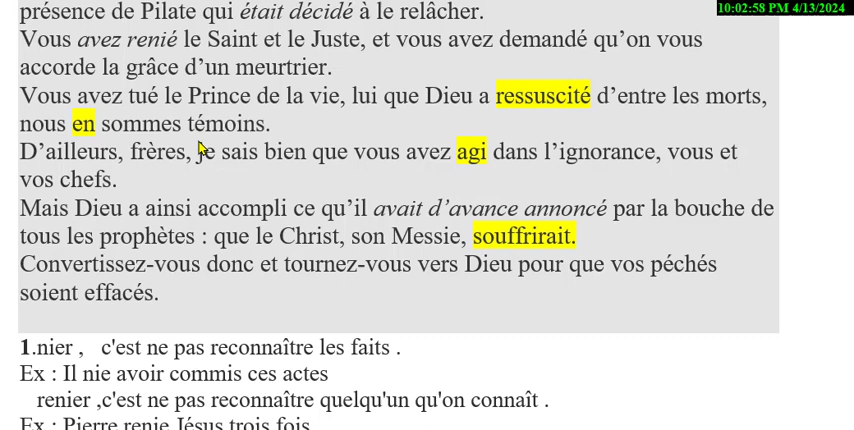 10:02:58 PM 4/13/2024
présence de Pilate qui était décidé à le relâcher.
Vous avez renié le Saint et le Juste, et vous avez demandé qu’on vous
accorde la grâce d’un meurtrier.
Vous avez tué le Prince de la vie, lui que Dieu a ressuscité d’entre les morts,
nous en sommes témoins.
D’ailleurs, frères, je sais bien que vous avez agi dans l’ignorance, vous et
vos chefs.
Mais Dieu a ainsi accompli ce qu’il avait d’avance annoncé par la bouche de
tous les prophètes : que le Christ, son Messie, souffrirait.
Convertissez-vous donc et tournez-vous vers Dieu pour que vos péchés
soient effacés.
1.nier , c'est ne pas reconnaître les faits .
Ex : Il nie avoir commis ces actes
renier ,c'est ne pas reconnaître quelqu'un qu'on connaît .
Ex : Pierre renie Jésus trois fois